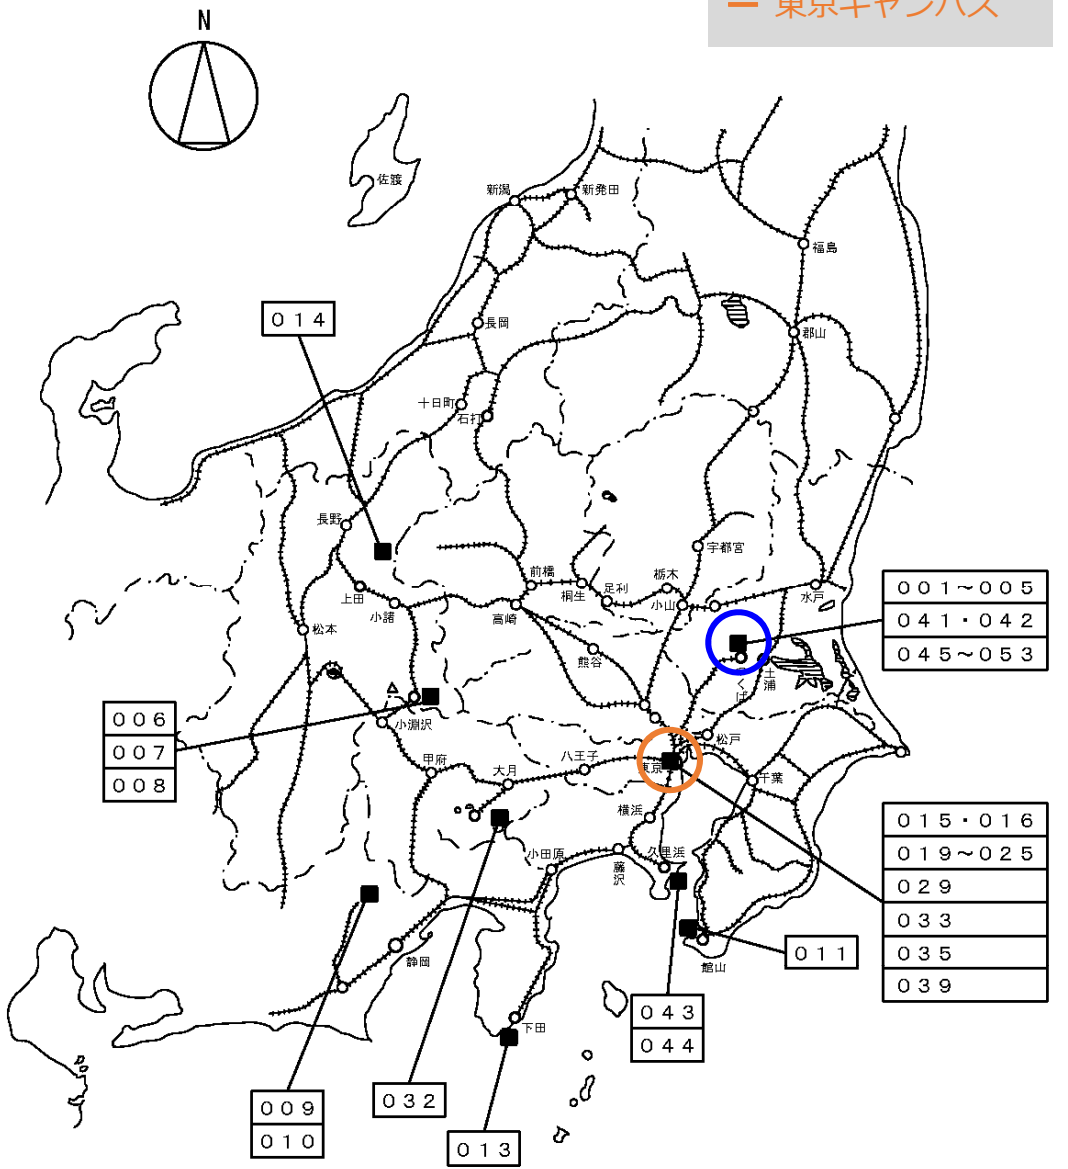 ー 東京キャンパス
N
佐渡
新潟
新発田
福島
014
長岡
郡山
十日町
石打
長野
宇都宮
前橋
桐生
足利
栃木
小山
水戸
上田
小諸
高崎
松本
熊谷
土浦
001～005
041・042
045～053
006
007
008
小淵沢
甲府
大月
八王子
東京
松戸
千葉
横浜
小田原
藤沢
久里浜
015・016
019～025
029
033
035
039
静岡
館山
011
下田
043
044
032
009
010
013